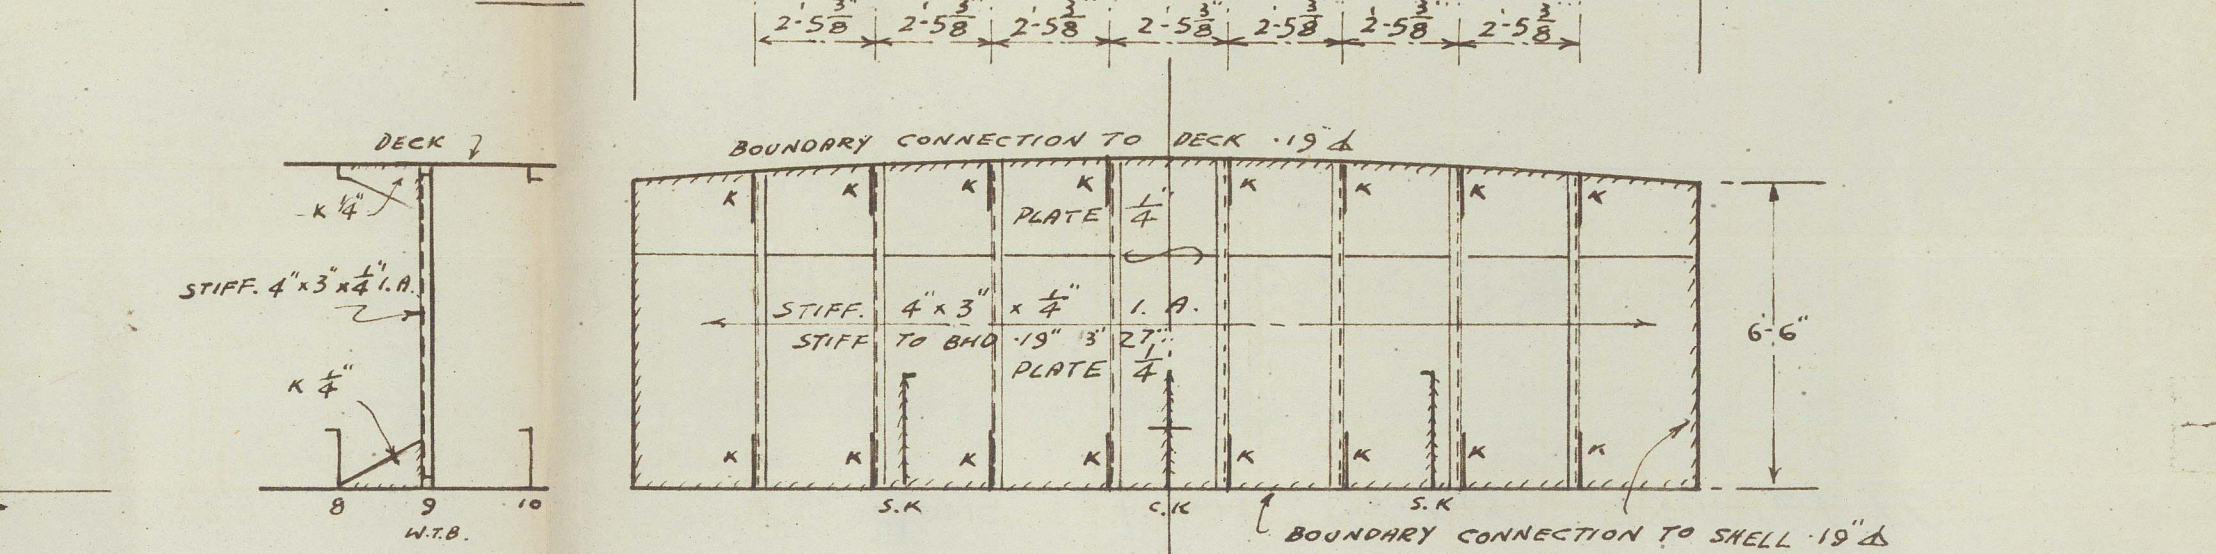 2'-5 3/8" 2'-5 3/8" 2'-5 3/8" 2'-5 3/8" 2'-5 3/8" 2'-5 3/8" 2'-5 3/8"
DECK
BOUNDARY CONNECTION TO DECK ·19"
K 1/4"
K K K K K K K K
PLATE 1/4"
STIFF. 4" x 3" x 1/4" I.A.
STIFF. 4" x 3" x 1/4" I. A.
STIFF TO BHD ·19" 3" 27"
PLATE 1/4"
6'-6"
K 1/4"
K K K K K K K K
8 9 10
W.T.B.
S.K C.K S.K
BOUNDARY CONNECTION TO SHELL ·19"